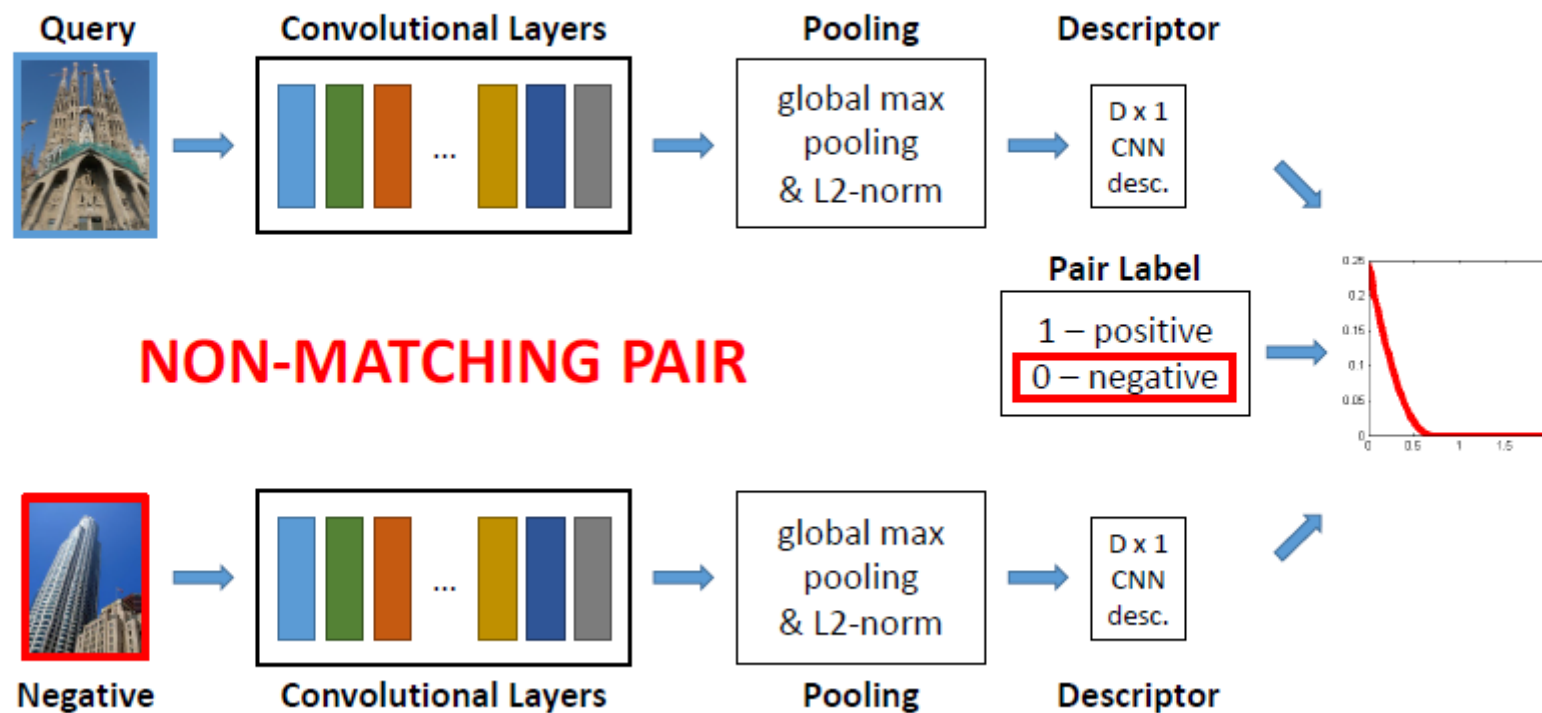 Query
Convolutional Layers
Pooling
Descriptor
...
global max
pooling
& L2-norm
D x 1
CNN
desc.
NON-MATCHING PAIR
Pair Label
1 – positive
0 – negative
0.25
0.2
0.15
0.1
0.05
0
0 0.5 1 1.5
...
global max
pooling
& L2-norm
D x 1
CNN
desc.
Negative
Convolutional Layers
Pooling
Descriptor